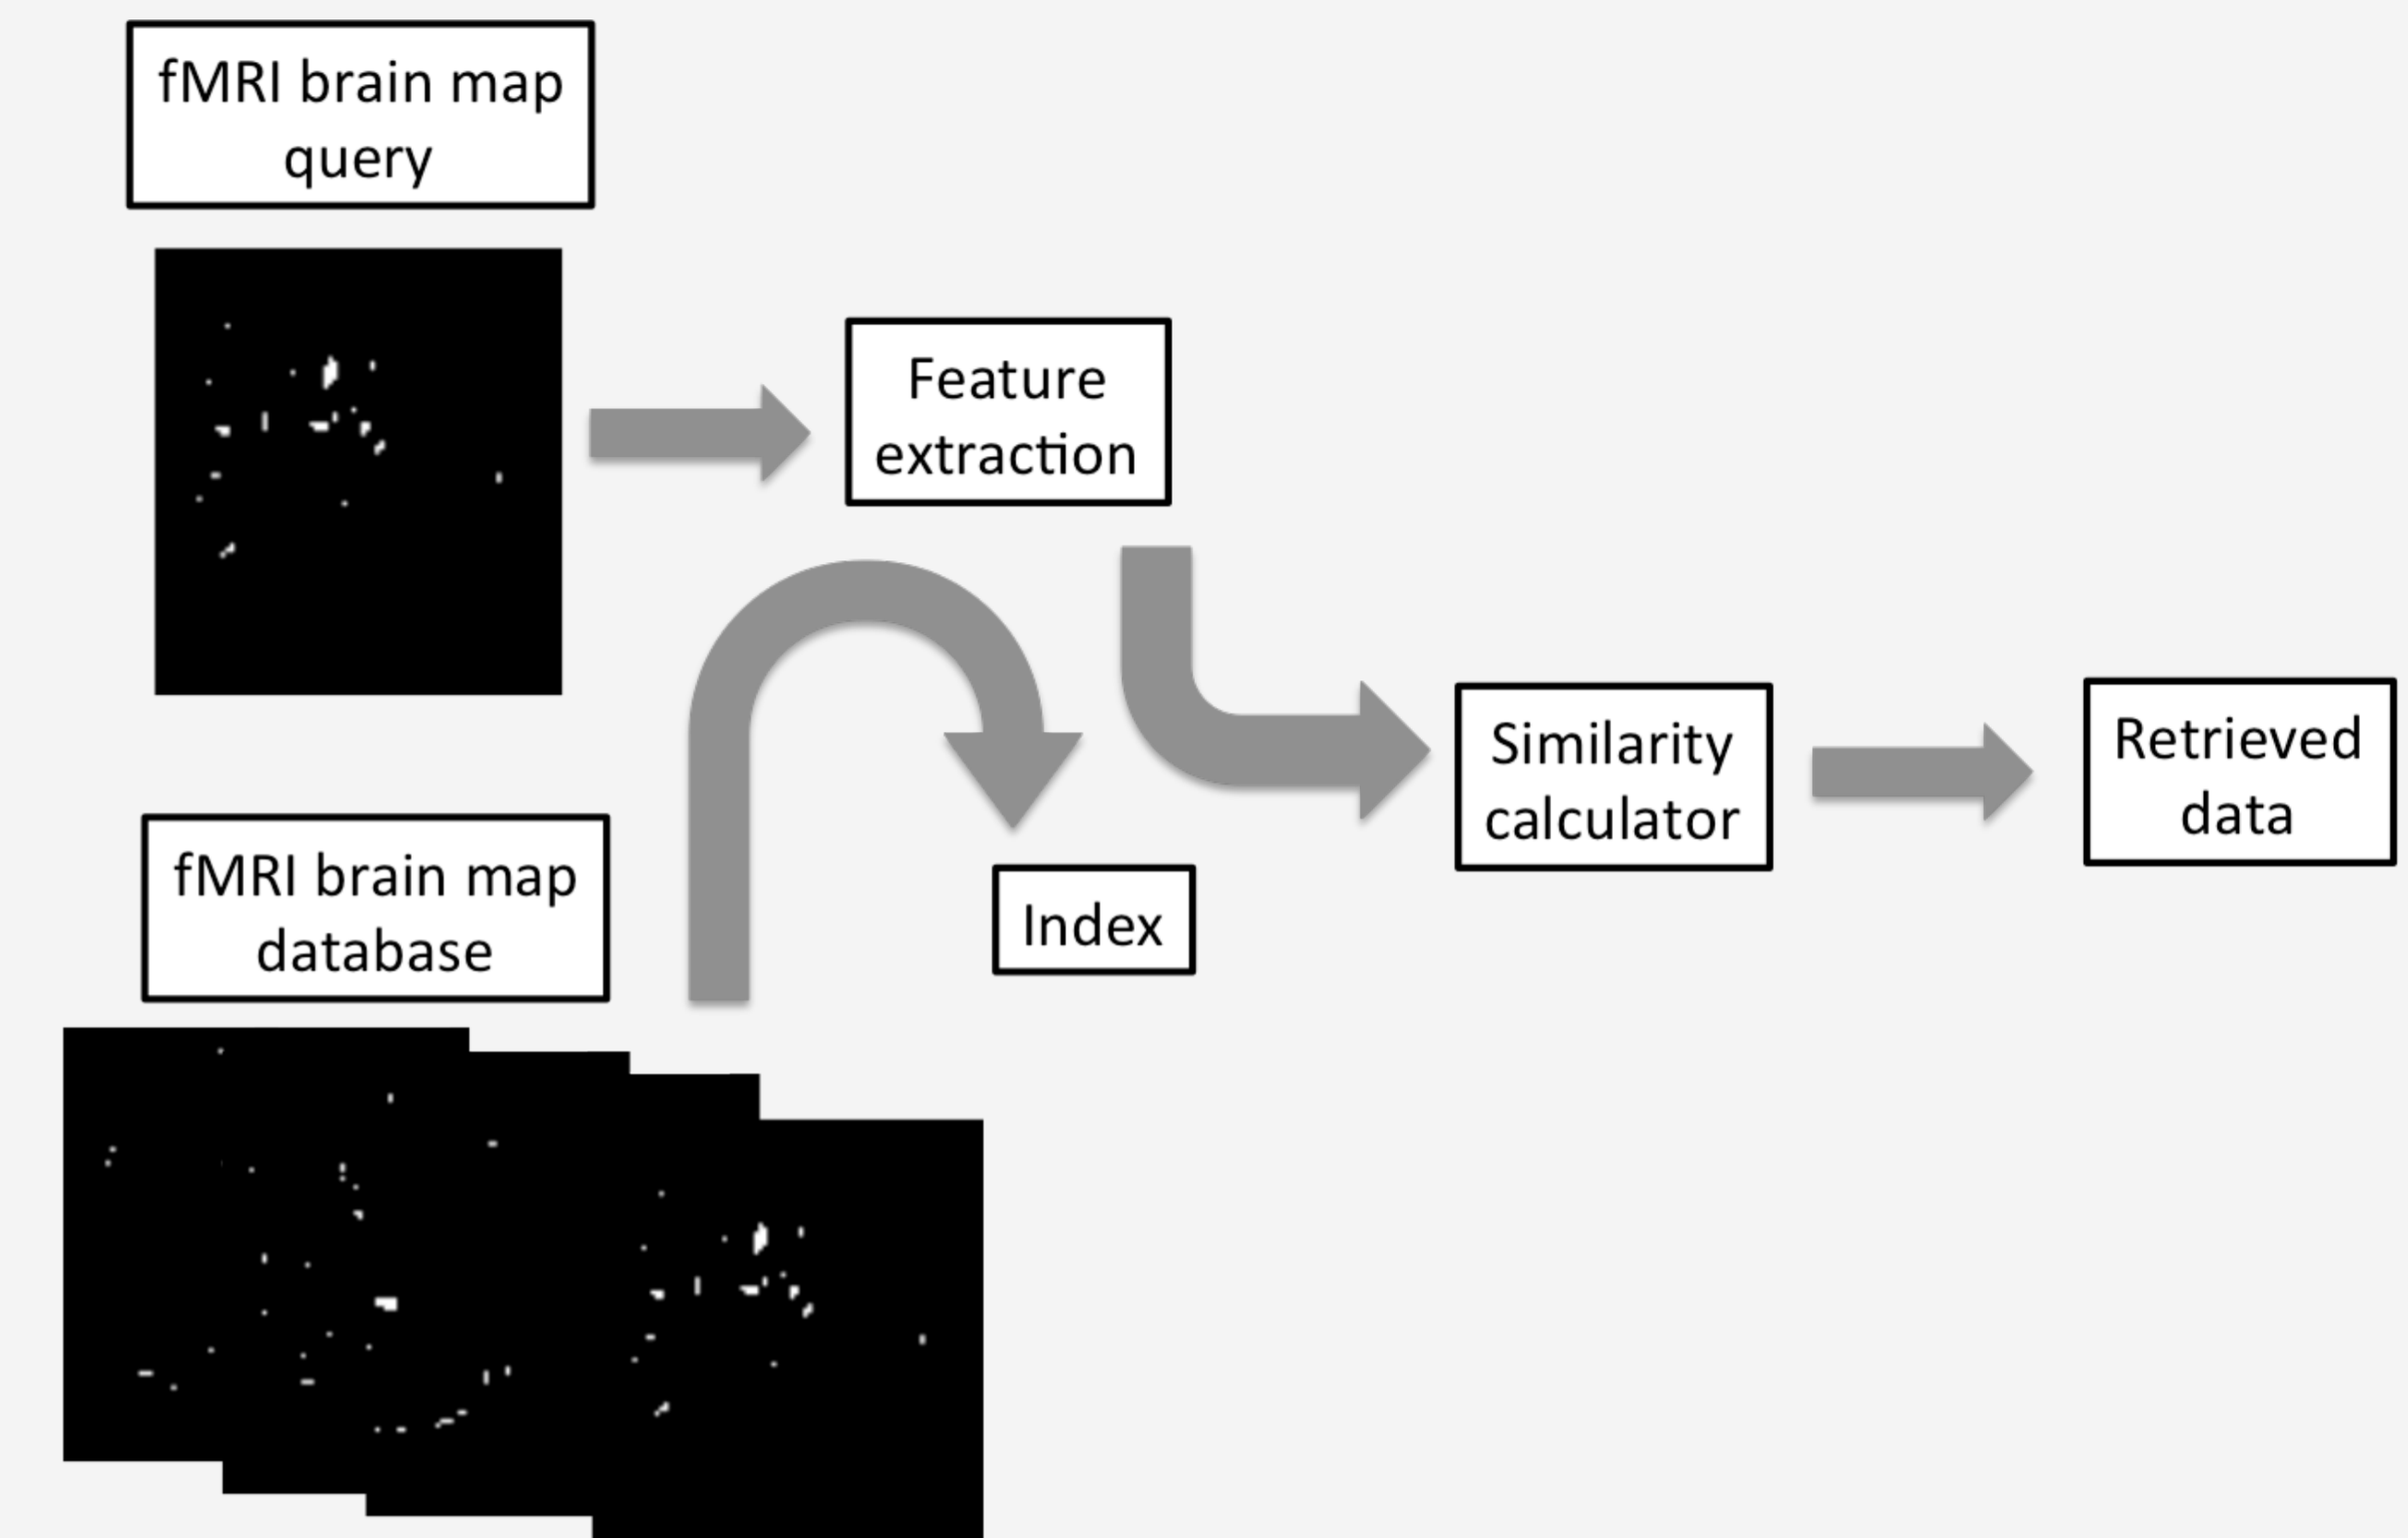 fMRI brain map
query
Feature
extraction
Similarity
calculator
Retrieved
data
fMRI brain map
database
Index